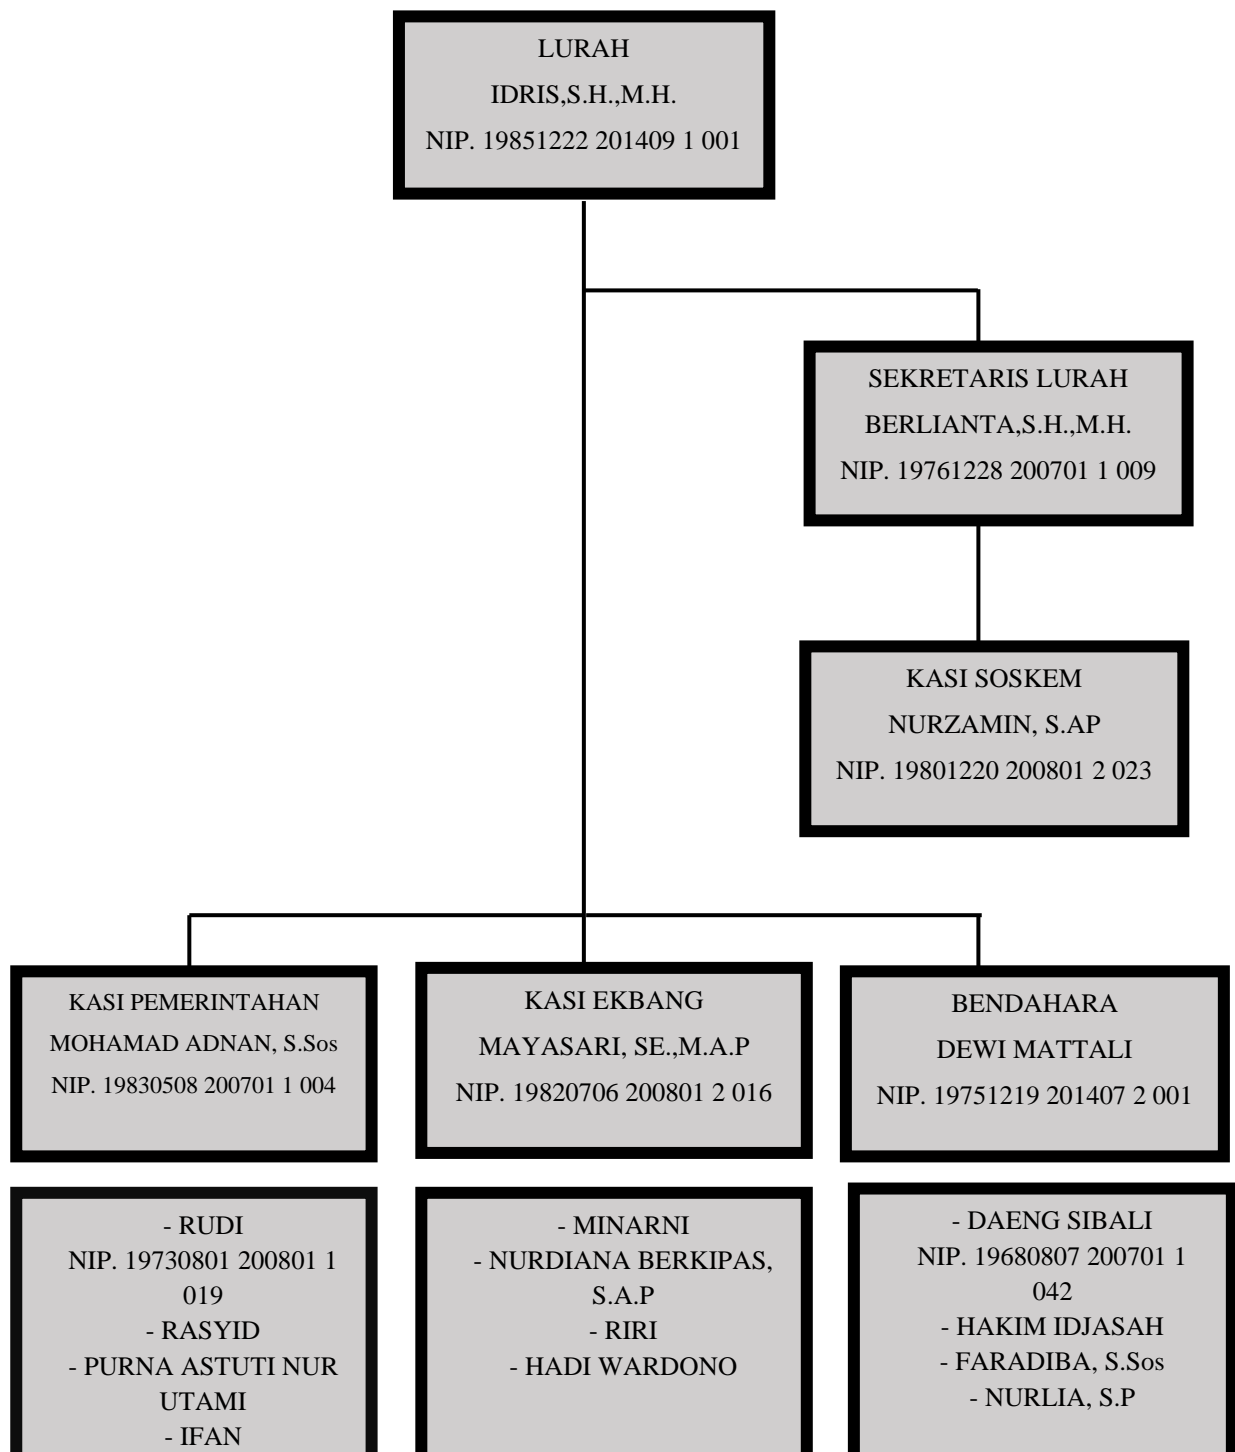 LURAH
IDRIS,S.H.,M.H.
NIP. 19851222 201409 1 001
SEKRETARIS LURAH
BERLIANTA,S.H.,M.H.
NIP. 19761228 200701 1 009
KASI SOSKEM
NURZAMIN, S.AP
NIP. 19801220 200801 2 023
KASI PEMERINTAHAN
MOHAMAD ADNAN, S.Sos
NIP. 19830508 200701 1 004
KASI EKBANG
MAYASARI, SE.,M.A.P
NIP. 19820706 200801 2 016
BENDAHARA
DEWI MATTALI
NIP. 19751219 201407 2 001
- RUDI
NIP. 19730801 200801 1
019
- RASYID
- PURNA ASTUTI NUR
UTAMI
- IFAN
- MINARNI
- NURDIANA BERKIPAS,
S.A.P
- RIRI
- HADI WARDONO
- DAENG SIBALI
NIP. 19680807 200701 1
042
- HAKIM IDJASAH
- FARADIBA, S.Sos
- NURLIA, S.P